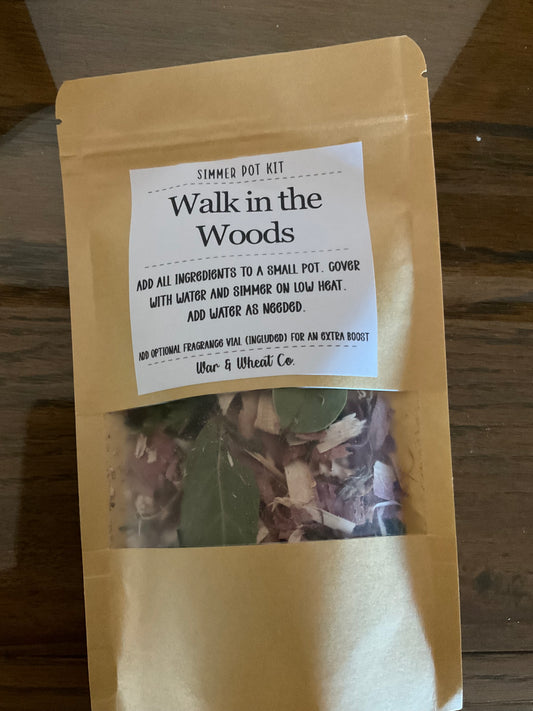 SIMMER POT KIT
Walk in the
Woods
ADD ALL INGREDIENTS TO A SMALL POT. COVER
WITH WATER AND SIMMER ON LOW HEAT.
ADD WATER AS NEEDED.
ADD OPTIONAL FRAGRANGE VIAL (INCLUDED) FOR AN EXTRA BOOST
War & Wheat Co.